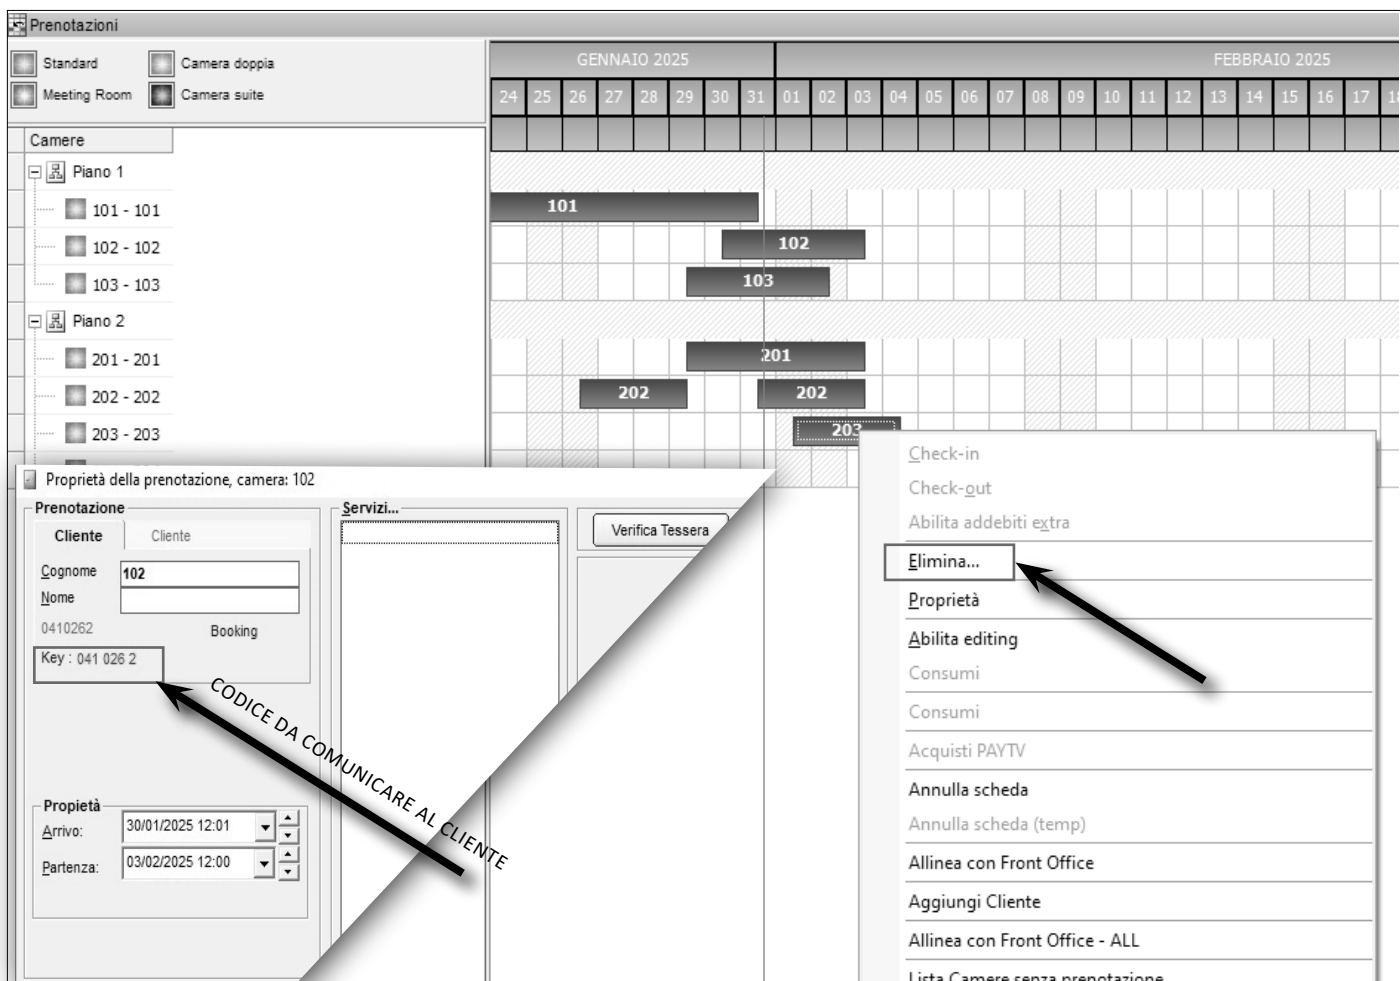 Prenotazioni
Standard
Camera doppia
Meeting Room
Camera suite
GENNAIO 2025
FEBBRAIO 2025
24 25 26 27 28 29 30 31 01 02 03 04 05 06 07 08 09 10 11 12 13 14 15 16 17
Camere
Piano 1
101 - 101
101
102 - 102
102
103 - 103
103
Piano 2
201 - 201
201
202 - 202
202 202
203 - 203
203
Proprietà della prenotazione, camera: 102
Prenotazione
Cliente Cliente
Cognome 102
Nome
0410262 Booking
Key : 041 026 2
CODICE DA COMUNICARE AL CLIENTE
Propietà
Arrivo: 30/01/2025 12:01
Partenza: 03/02/2025 12:00
Servizi...
Verifica Tessera
Check-in
Check-out
Abilita addebiti extra
Elimina...
Proprietà
Abilita editing
Consumi
Consumi
Acquisti PAYTV
Annulla scheda
Annulla scheda (temp)
Allinea con Front Office
Aggiungi Cliente
Allinea con Front Office - ALL
Lista Camere senza prenotazione